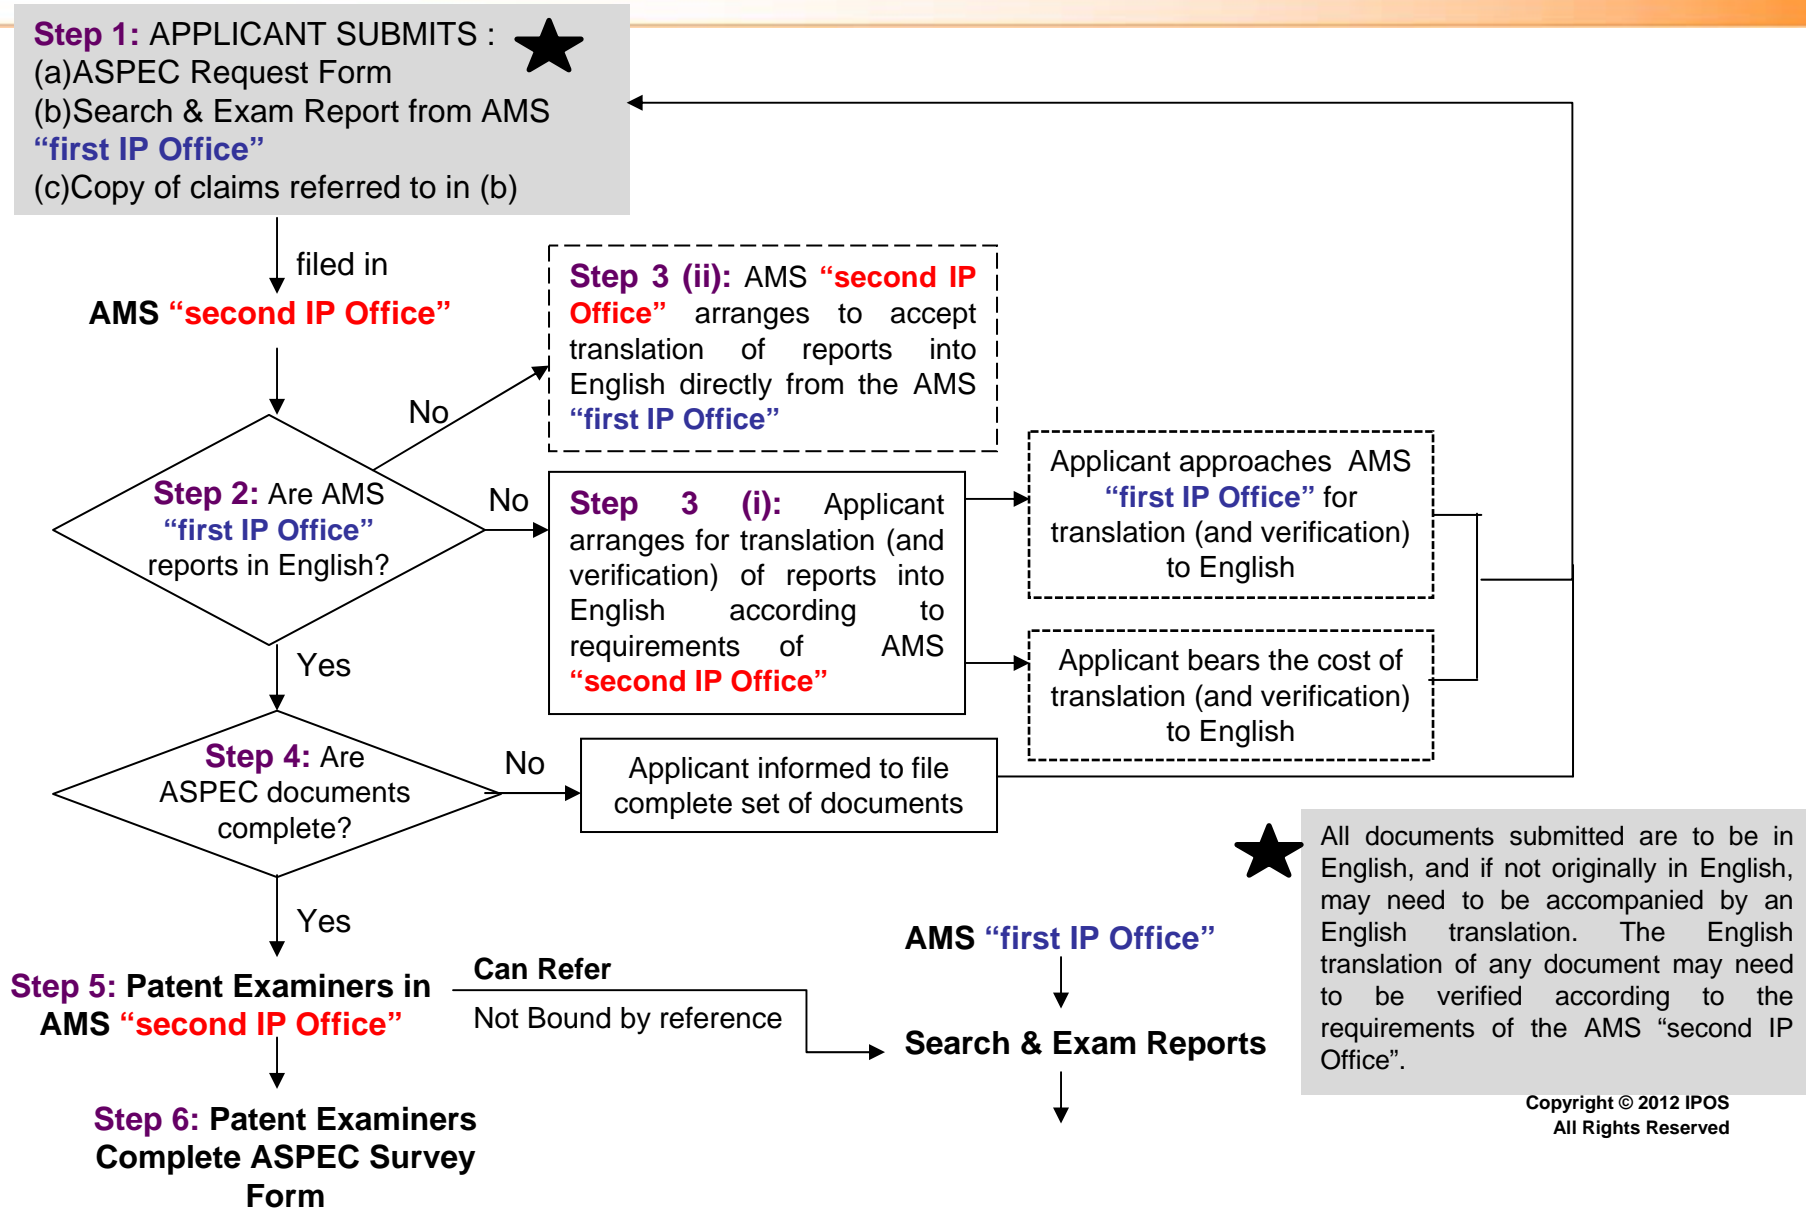 Step 1: APPLICANT SUBMITS :
(a)ASPEC Request Form
(b)Search & Exam Report from AMS
“first IP Office”
(c)Copy of claims referred to in (b)
filed in
AMS “second IP Office”
Step 3 (ii): AMS “second IP
Office” arranges to accept
translation of reports into
English directly from the AMS
“first IP Office”
No
Step 2: Are AMS
“first IP Office”
reports in English?
No
Step 3 (i): Applicant
arranges for translation (and
verification) of reports into
English according to
requirements of AMS
“second IP Office”
Applicant approaches AMS
“first IP Office” for
translation (and verification)
to English
Applicant bears the cost of
translation (and verification)
to English
Yes
Step 4: Are
ASPEC documents
complete?
No
Applicant informed to file
complete set of documents
Yes
Step 5: Patent Examiners in
AMS “second IP Office”
Can Refer
Not Bound by reference
AMS “first IP Office”
Search & Exam Reports
Step 6: Patent Examiners
Complete ASPEC Survey
Form
All documents submitted are to be in
English, and if not originally in English,
may need to be accompanied by an
English translation. The English
translation of any document may need
to be verified according to the
requirements of the AMS “second IP
Office”.
Copyright © 2012 IPOS
All Rights Reserved